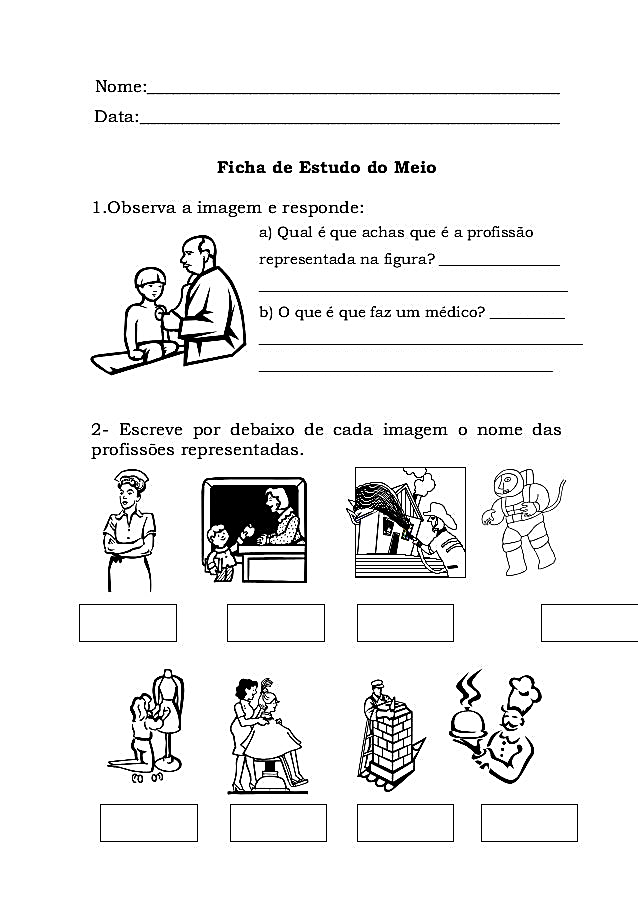 Nome:
Data:
Ficha de Estudo do Meio
1.Observa a imagem e responde:
a) Qual é que achas que é a profissão
representada na figura?
b) O que é que faz um médico?
2- Escreve por debaixo de cada imagem o nome das
profissões representadas.